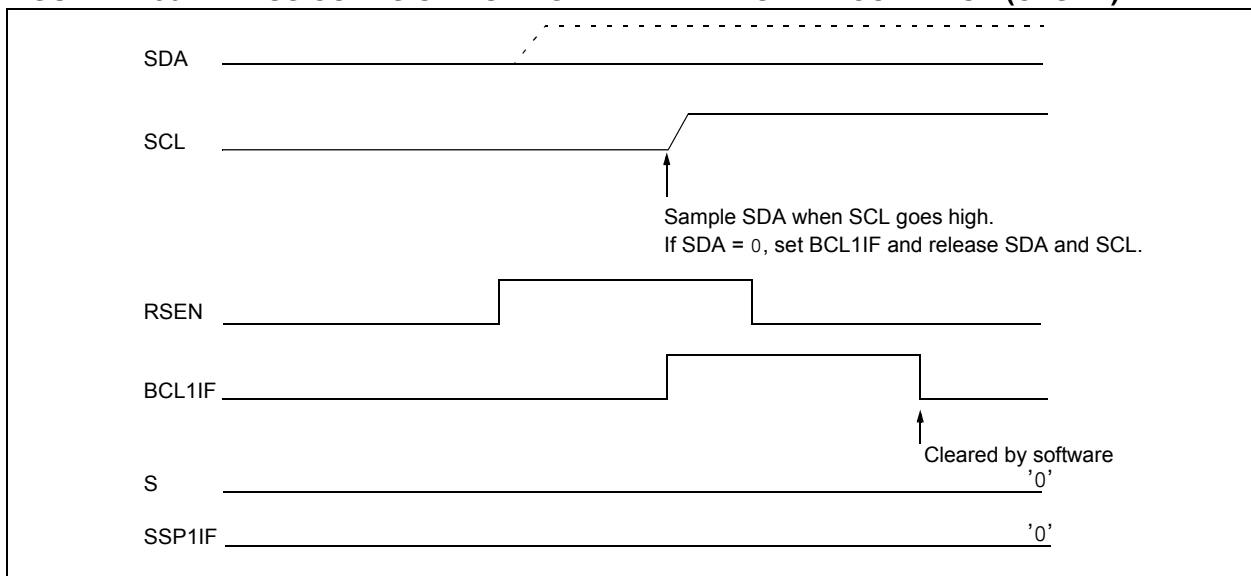 SDA
SCL
Sample SDA when SCL goes high.
If SDA = 0, set BCL1IF and release SDA and SCL.
RSEN
BCL1IF
Cleared by software
S
'0'
SSP1IF
'0'